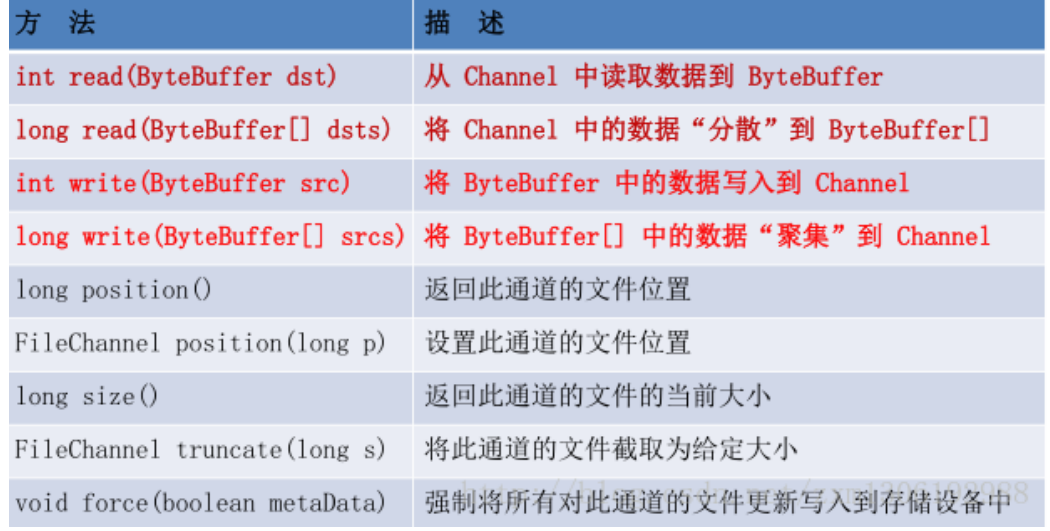 方 法 描 述
int read(ByteBuffer dst) 从 Channel 中读取数据到 ByteBuffer
long read(ByteBuffer[] dsts) 将 Channel 中的数据“分散”到 ByteBuffer[]
int write(ByteBuffer src) 将 ByteBuffer 中的数据写入到 Channel
long write(ByteBuffer[] srcs) 将 ByteBuffer[] 中的数据“聚集”到 Channel
long position() 返回此通道的文件位置
FileChannel position(long p) 设置此通道的文件位置
long size() 返回此通道的文件的当前大小
FileChannel truncate(long s) 将此通道的文件截取为给定大小
void force(boolean metaData) 强制将所有对此通道的文件更新写入到存储设备中